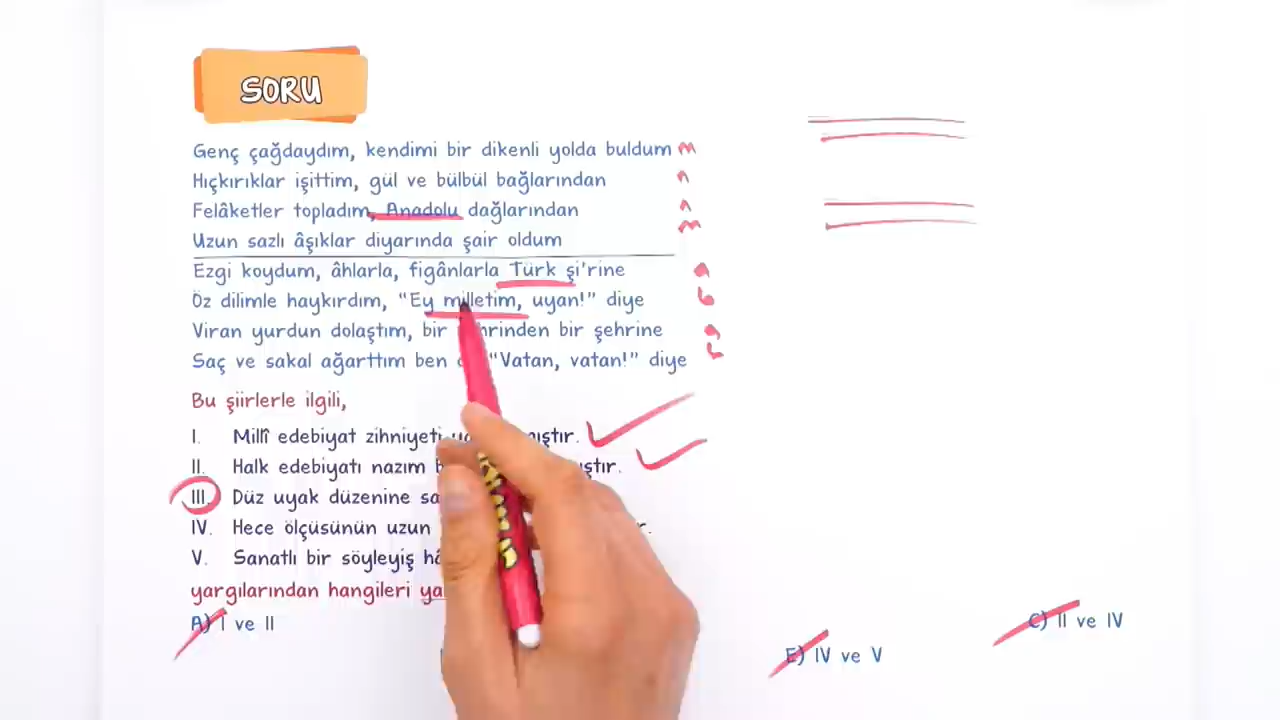 SORU
Genç çağdaydım, kendimi bir dikenli yolda buldum m
Hıçkırıklar işittim, gül ve bülbül bağlarından n
Felâketler topladım, Anadolu dağlarından n
Uzun sazlı âşıklar diyarında şair oldum m
Ezgi koydum, âhlarla, figânlarla Türk şi'rine a
Öz dilimle haykırdım, "Ey milletim, uyan!" diye b
Viran yurdun dolaştım, bir şehrinden bir şehrine a
Saç ve sakal ağarttım ben "Vatan, vatan!" diye b
Bu şiirlerle ilgili,
I. Millî edebiyat zihniyeti
II. Halk edebiyatı nazım
III. Düz uyak düzenine
IV. Hece ölçüsünün uzun
V. Sanatlı bir söyleyiş
yargılarından hangileri
A) I ve II
C) II ve IV
E) IV ve V